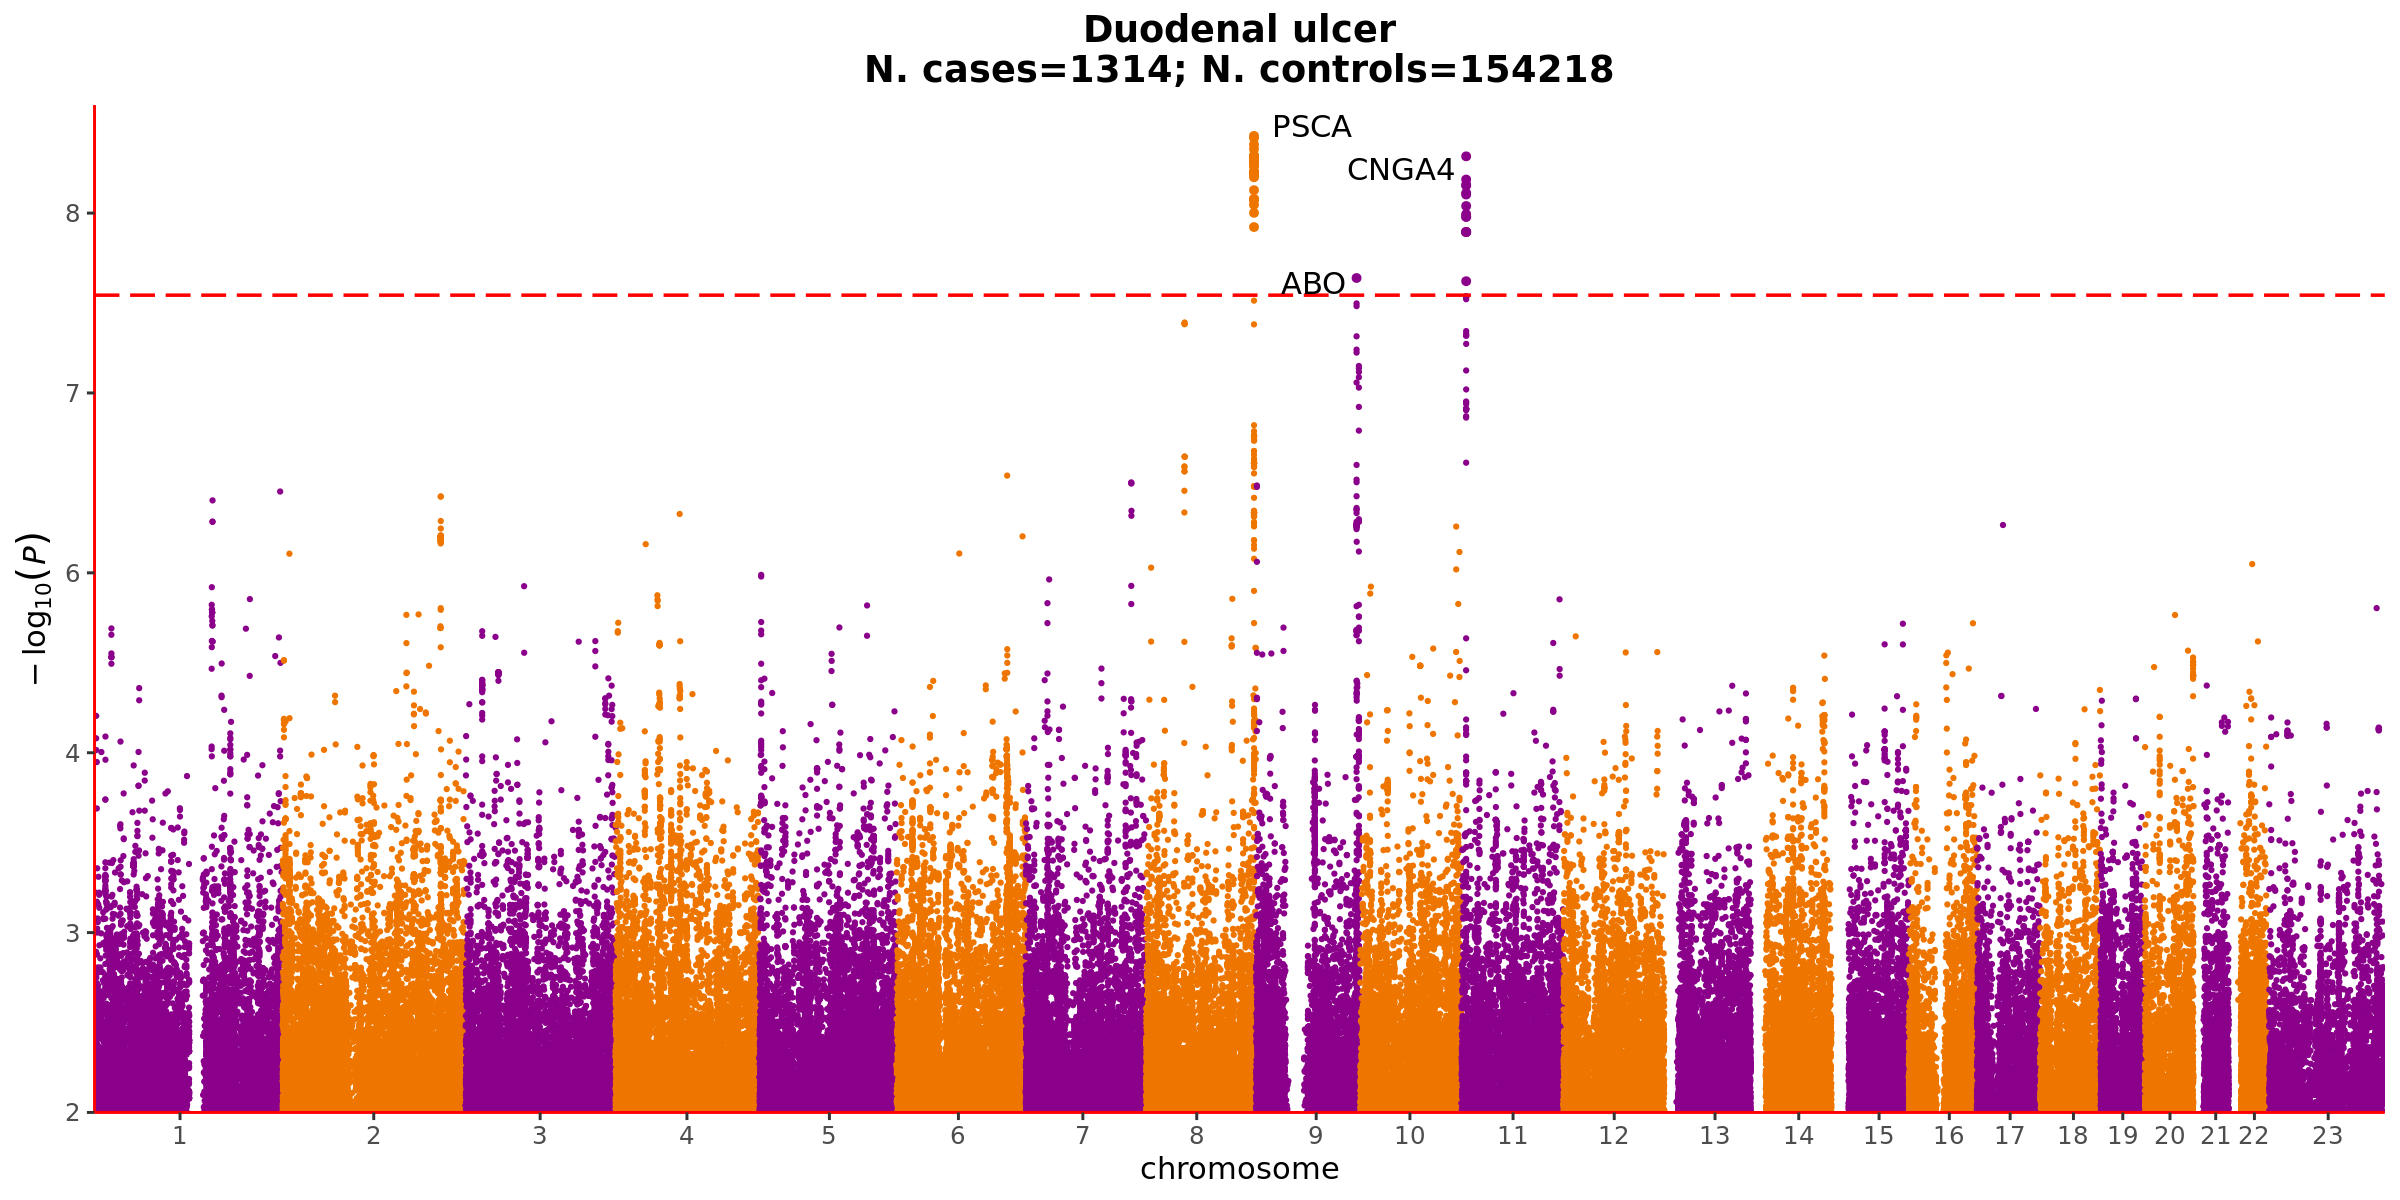 Duodenal ulcer
N. cases=1314; N. controls=154218
PSCA
CNGA4
ABO
−log10(P)
8
7
6
4
3
2
1 2 3 4 5 6 7 8 9 10 11 12 13 14 15 16 17 18 19 20 21 22 23
chromosome